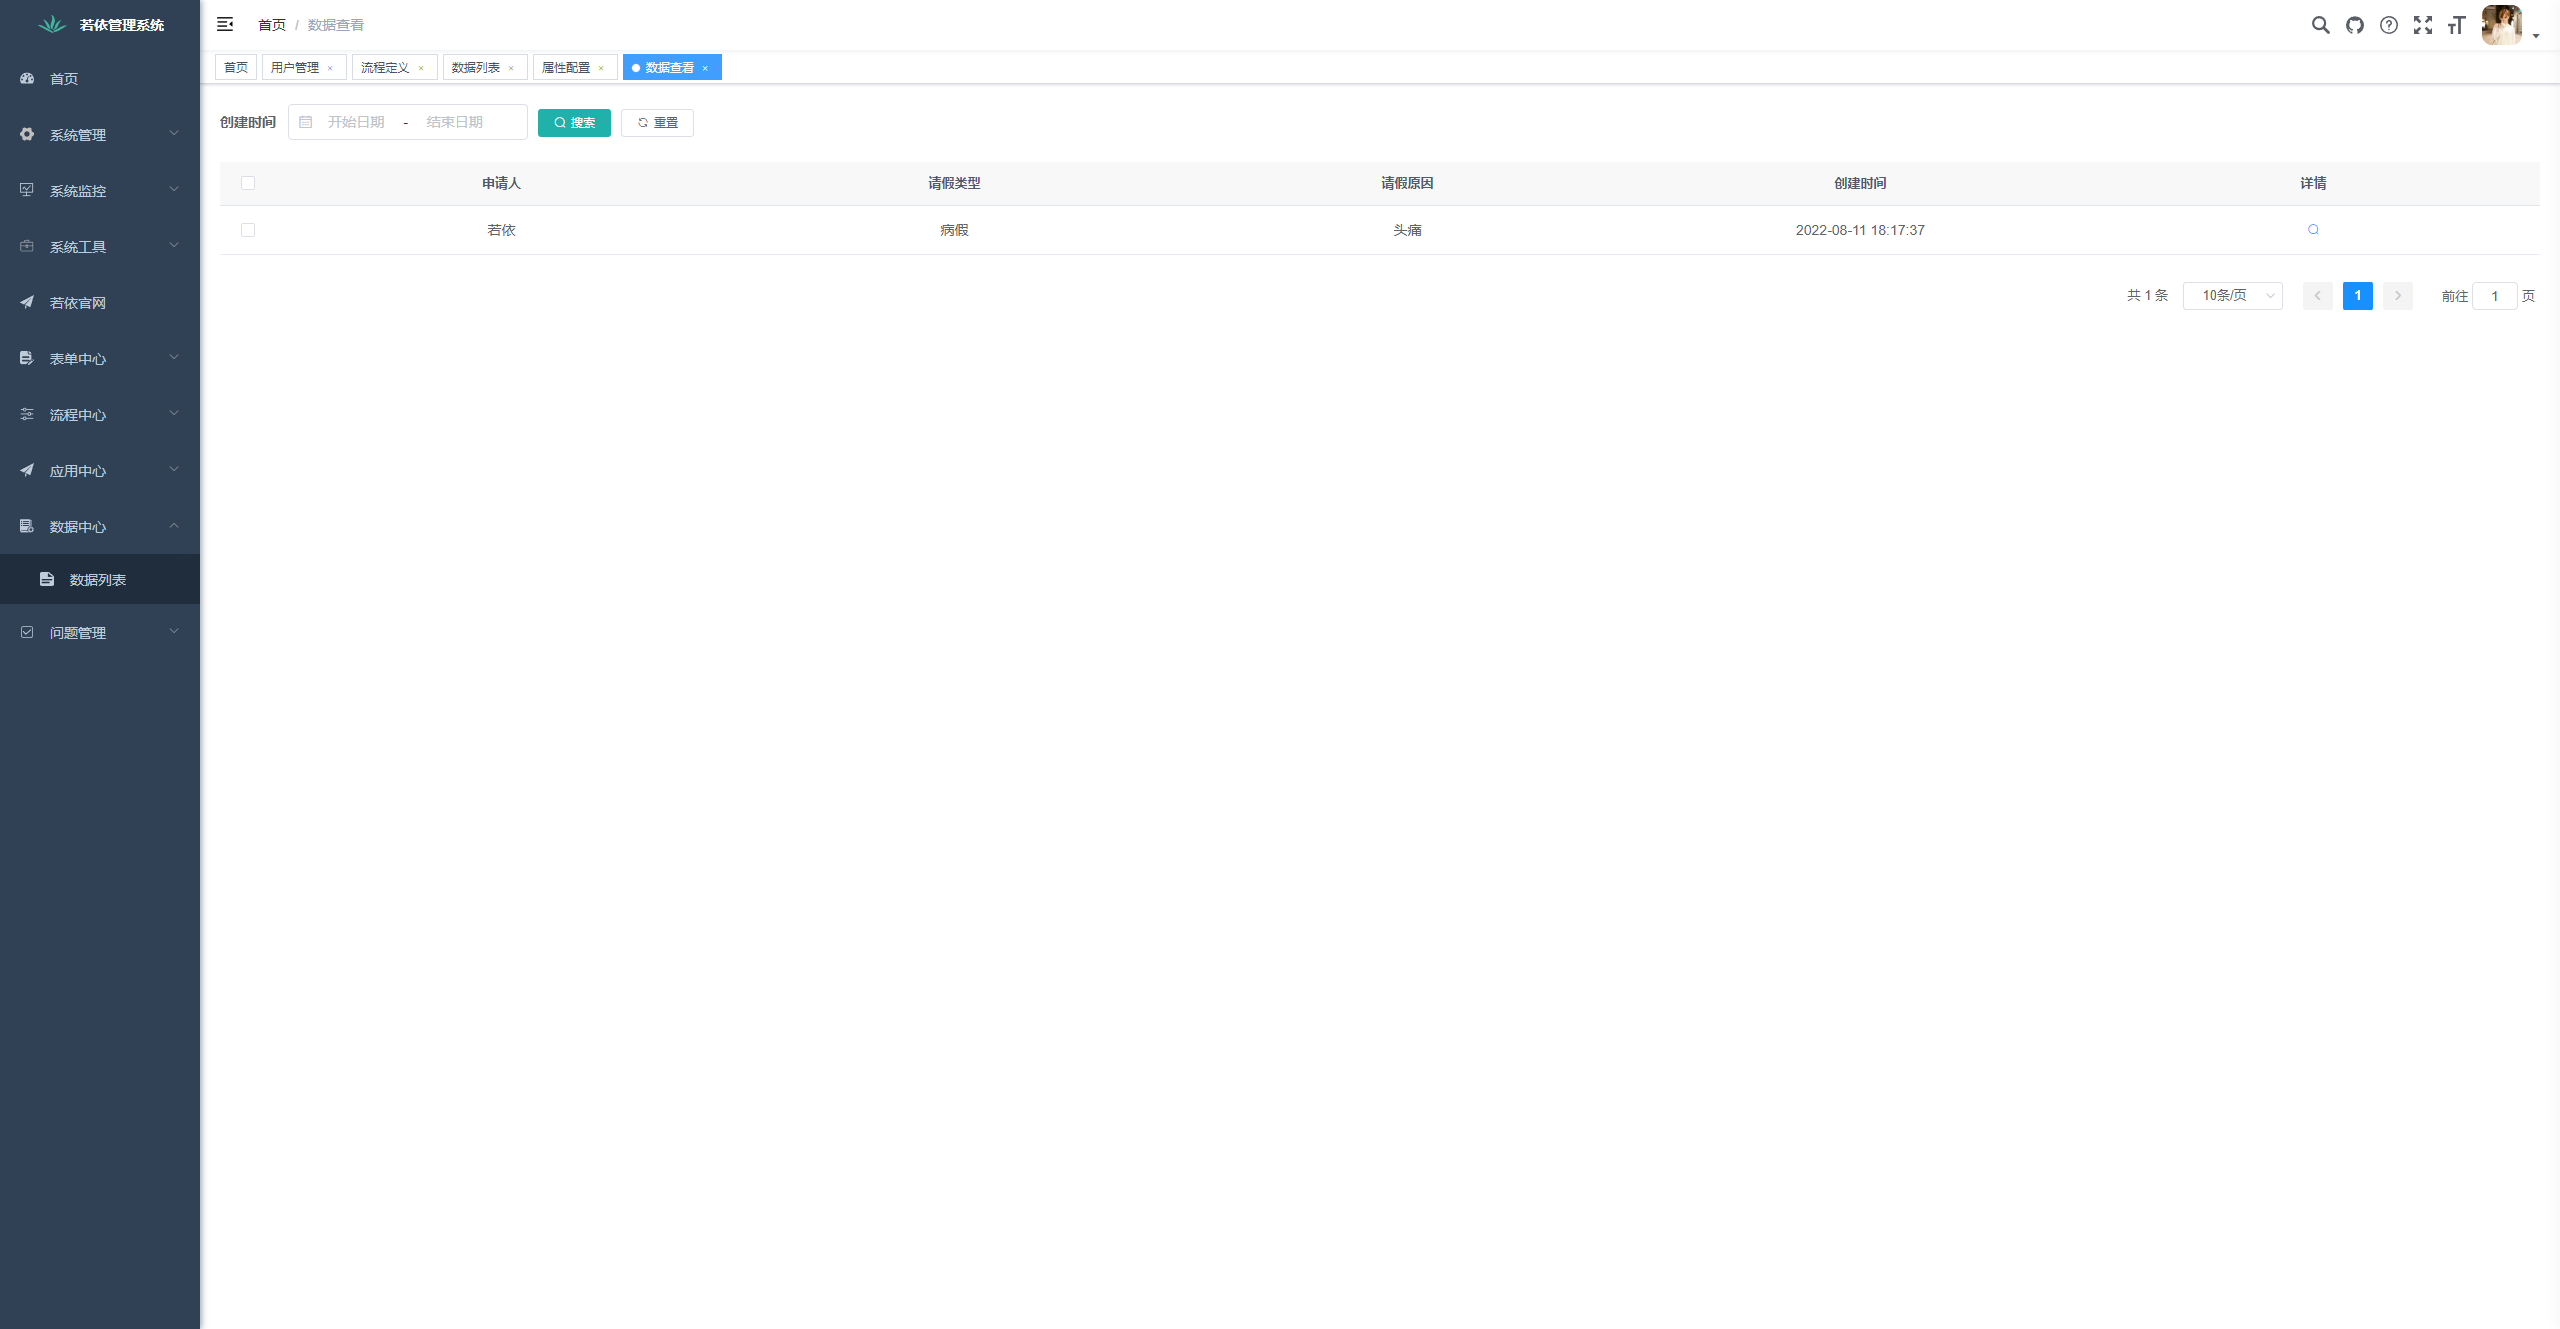 若依管理系统
首页
系统管理
系统监控
系统工具
若依官网
表单中心
流程中心
应用中心
数据中心
数据列表
问题管理
首页 / 数据查看
首页 用户管理 × 流程定义 × 数据列表 × 属性配置 × 数据查看 ×
创建时间 开始日期 - 结束日期 搜索 重置
申请人 请假类型 请假原因 创建时间 详情
若依 病假 头痛 2022-08-11 18:17:37
共 1 条 10条/页 1 前往 1 页